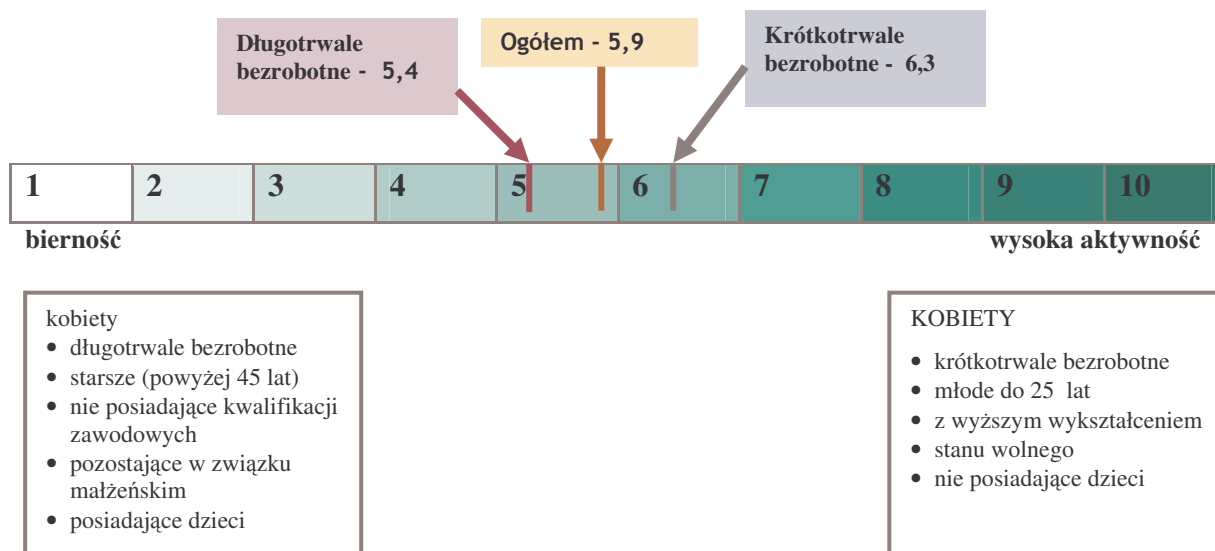 Długotrwale
bezrobotne - 5,4
Ogółem - 5,9
Krótkotrwale
bezrobotne - 6,3
1 2 3 4 5 6 7 8 9 10
bierność
wysoka aktywność
kobiety
• długotrwale bezrobotne
• starsze (powyżej 45 lat)
• nie posiadające kwalifikacji
zawodowych
• pozostające w związku
małżeńskim
• posiadające dzieci
KOBIETY
• krótkotrwale bezrobotne
• młode do 25 lat
• z wyższym wykształceniem
• stanu wolnego
• nie posiadające dzieci